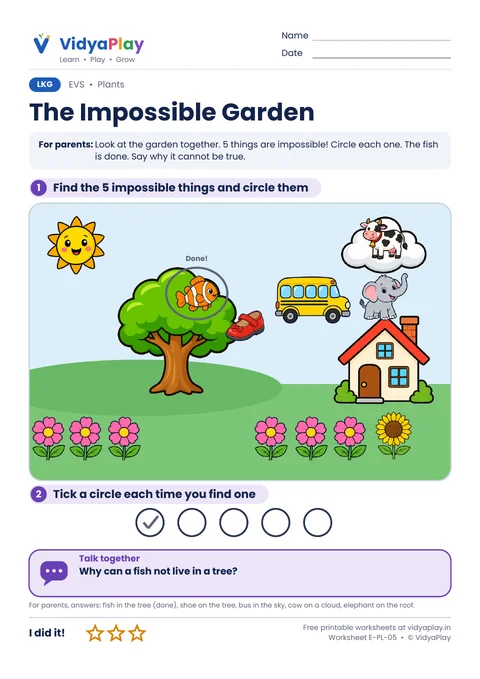 Name
VidyaPlay
Learn • Play • Grow
Date
LKG EVS • Plants
The Impossible Garden
For parents: Look at the garden together. 5 things are impossible! Circle each one. The fish
is done. Say why it cannot be true.
1 Find the 5 impossible things and circle them
Done!
2 Tick a circle each time you find one
Talk together
Why can a fish not live in a tree?
For parents, answers: fish in the tree (done), shoe on the tree, bus in the sky, cow on a cloud, elephant on the roof.
I did it!
Free printable worksheets at vidyaplay.in
Worksheet E-PL-05 • © VidyaPlay